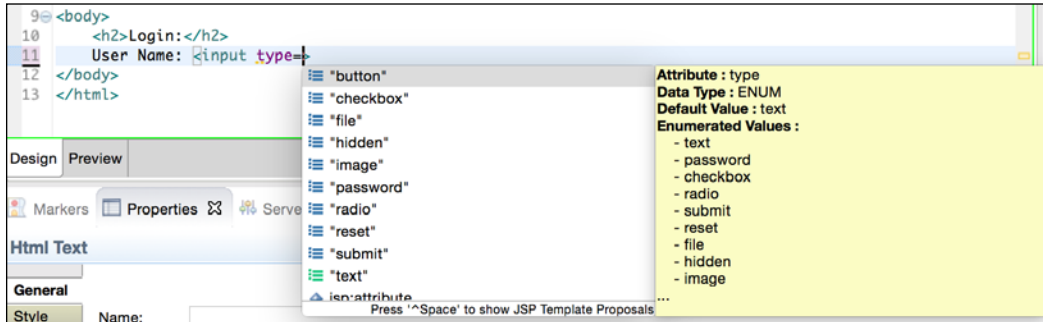 9 <body>
10 <h2>Login:</h2>
11 User Name: <input type=>
12 </body>
13 </html>
"button"
"checkbox"
"file"
"hidden"
"image"
"password"
"radio"
"reset"
"submit"
"text"
jsp:attribute
Press '^Space' to show JSP Template Proposals
Attribute : type
Data Type : ENUM
Default Value : text
Enumerated Values :
- text
- password
- checkbox
- radio
- submit
- reset
- file
- hidden
- image
...
Design Preview
Markers Properties Serve
Html Text
General
Style Name: